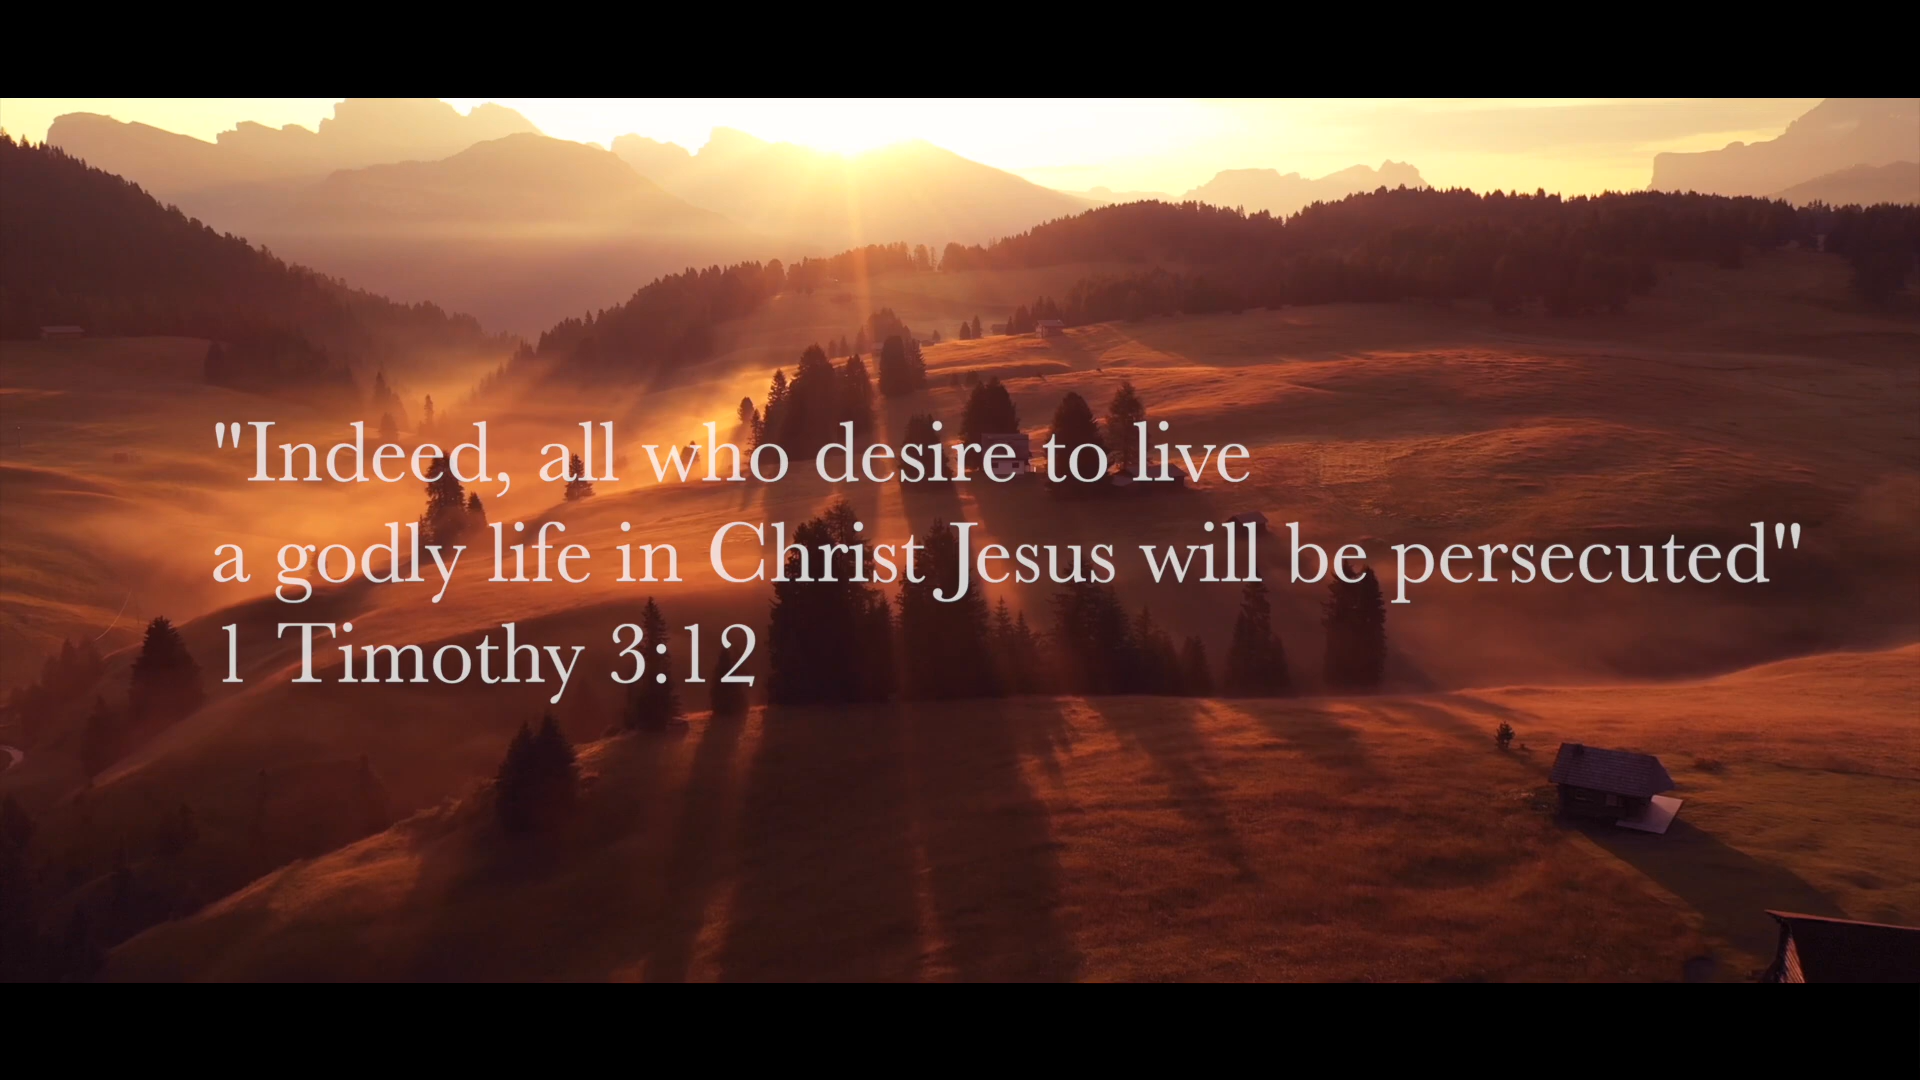 "Indeed, all who desire to live
a godly life in Christ Jesus will be persecuted"
1 Timothy 3:12